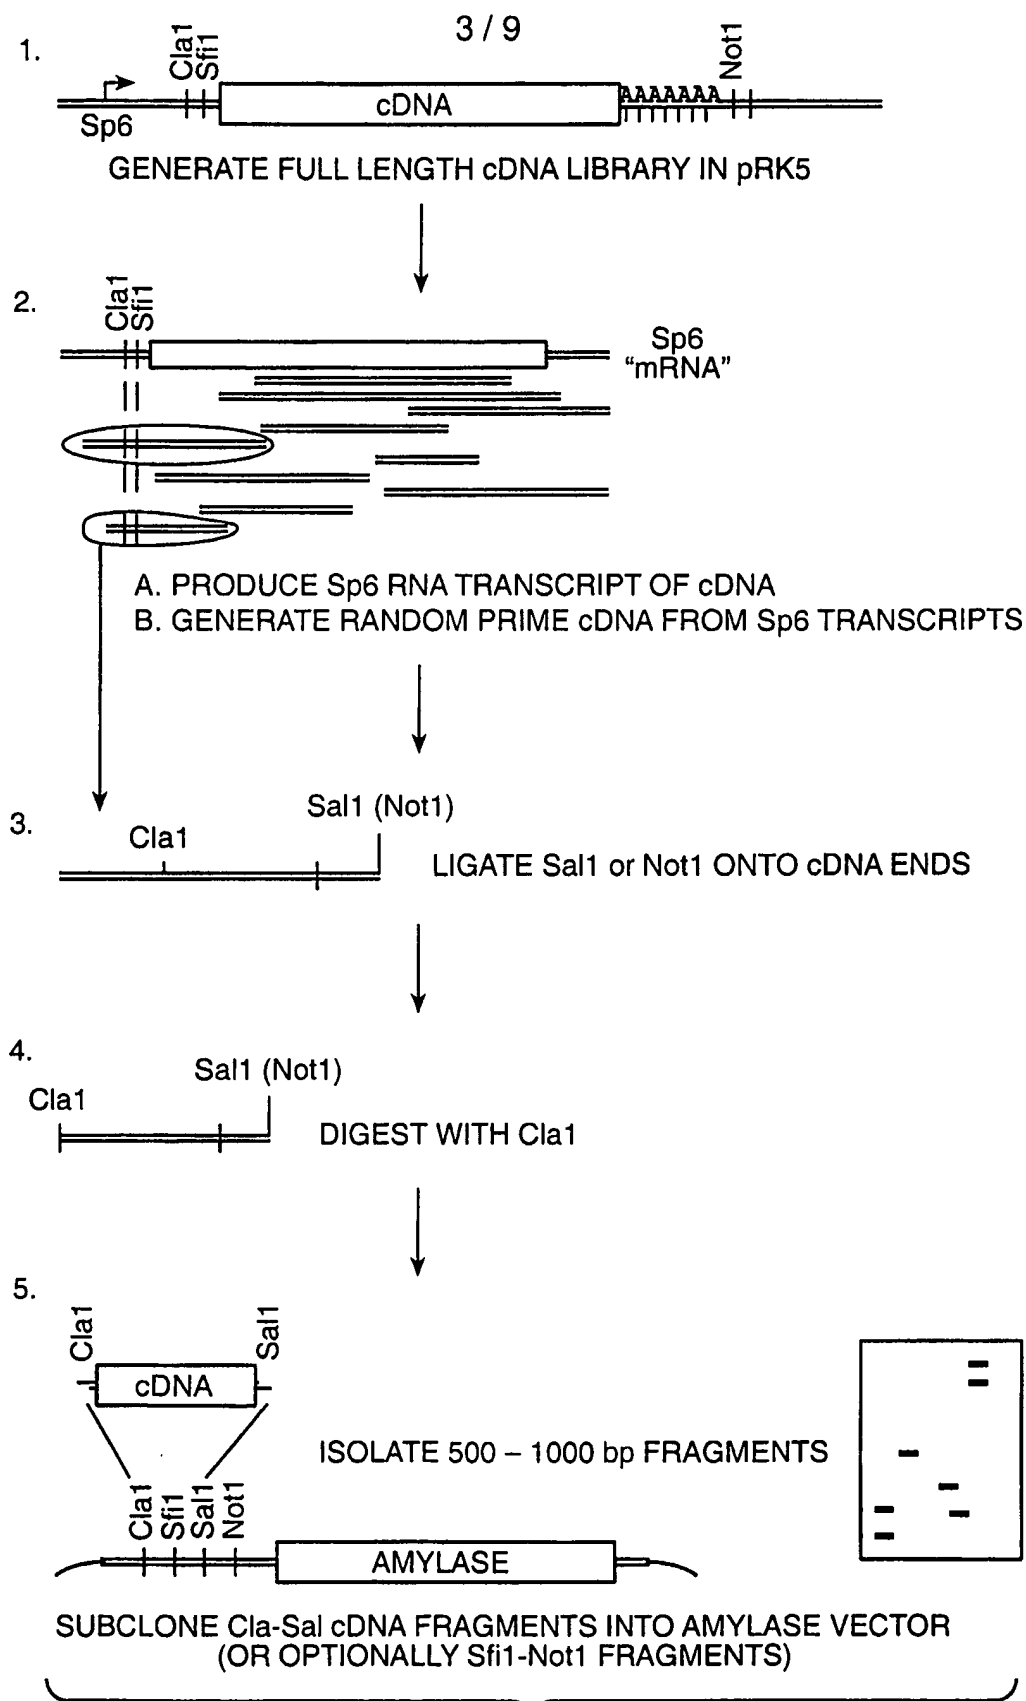 3 / 9
1.
Cla1
Sfi1
Not1
cDNA
AAAAAAA
Sp6
GENERATE FULL LENGTH cDNA LIBRARY IN pRK5
2.
Cla1
Sfi1
Sp6
“mRNA”
A. PRODUCE Sp6 RNA TRANSCRIPT OF cDNA
B. GENERATE RANDOM PRIME cDNA FROM Sp6 TRANSCRIPTS
3.
Sal1 (Not1)
Cla1
LIGATE Sal1 or Not1 ONTO cDNA ENDS
4.
Sal1 (Not1)
Cla1
DIGEST WITH Cla1
5.
Cla1
Sal1
cDNA
ISOLATE 500 – 1000 bp FRAGMENTS
Cla1
Sfi1
Sal1
Not1
AMYLASE
SUBCLONE Cla-Sal cDNA FRAGMENTS INTO AMYLASE VECTOR
(OR OPTIONALLY Sfi1-Not1 FRAGMENTS)